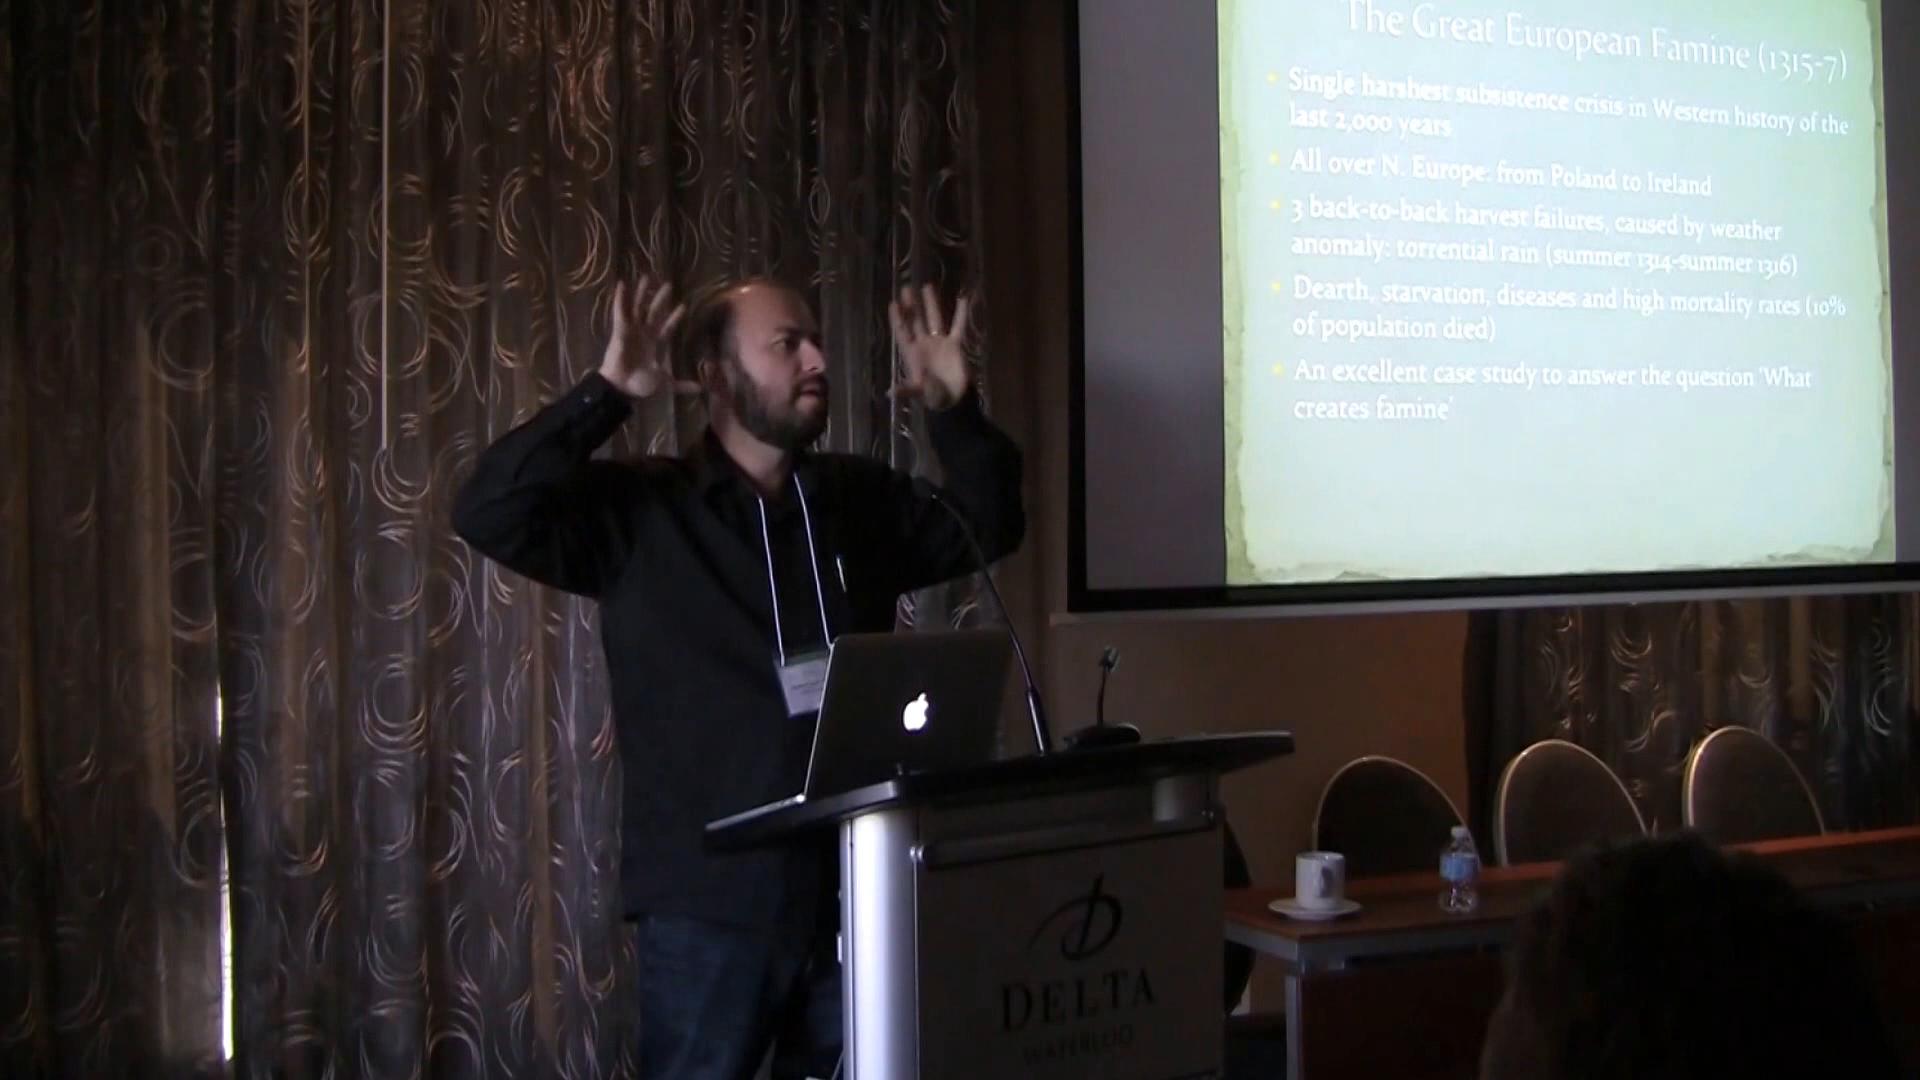 The Great European Famine (1315-7)
Single harshest subsistence crisis in Western history of the
last 2,000 years
All over N. Europe: from Poland to Ireland
3 back-to-back harvest failures, caused by weather
anomaly: torrential rain (summer 1314-summer 1316)
Dearth, starvation, diseases and high mortality rates (10%
of population died)
An excellent case study to answer the question 'What
creates famine'
DELTA
WATERLOO